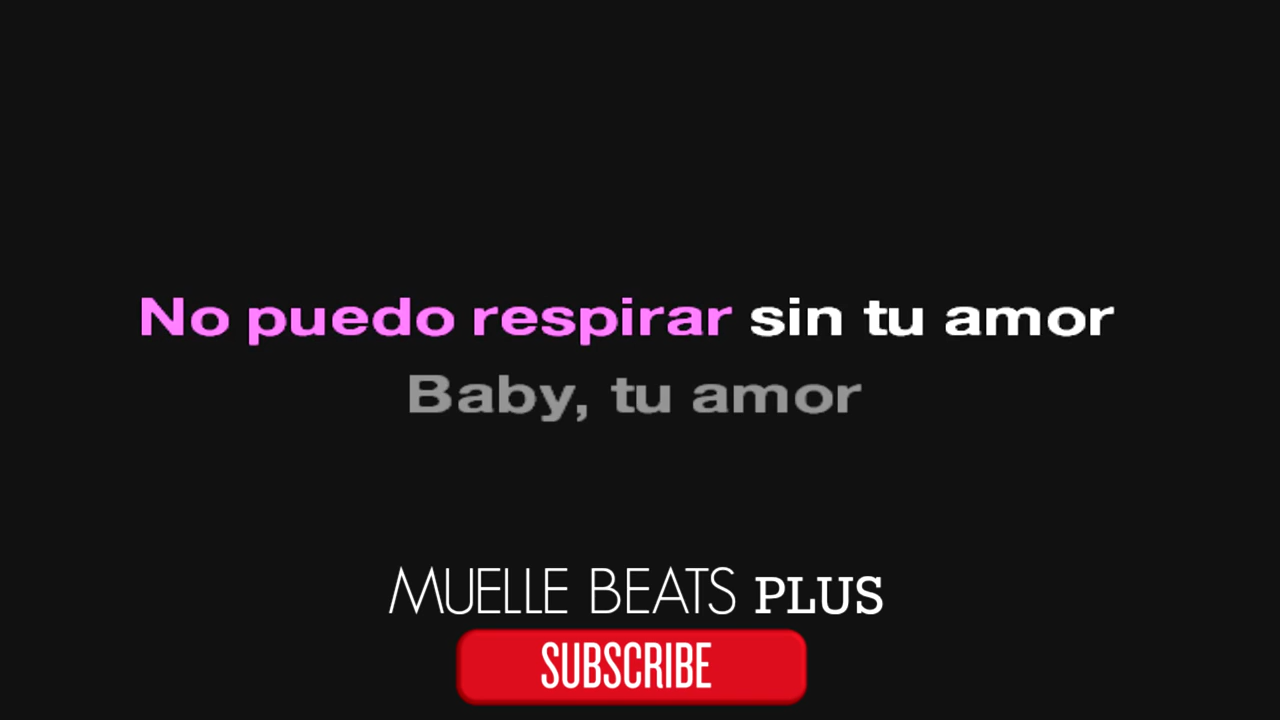 No puedo respirar sin tu amor
Baby, tu amor
MUELLE BEATS PLUS
SUBSCRIBE